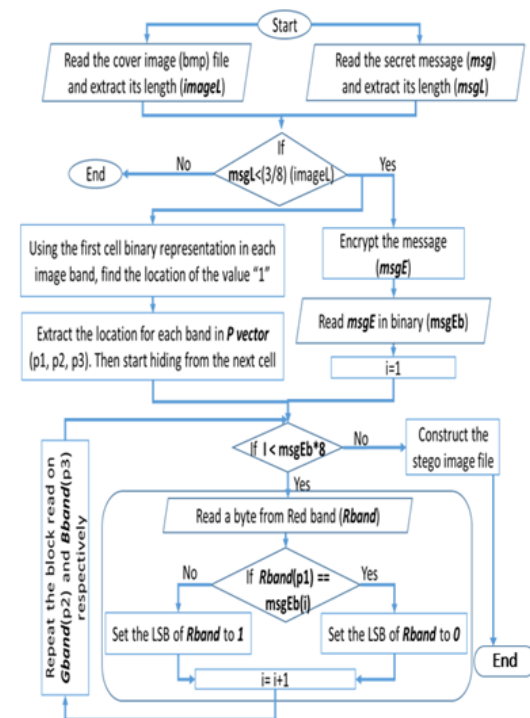 Start
Read the cover image (bmp) file
and extract its length (imageL)
Read the secret message (msg)
and extract its length (msgL)
If
msgL<(3/8) (imageL)
No
Yes
End
Using the first cell binary representation in each
image band, find the location of the value “1”
Encrypt the message
(msgE)
Extract the location for each band in P vector
(p1, p2, p3). Then start hiding from the next cell
Read msgE in binary (msgEb)
i=1
If I < msgEb*8
No
Construct the
stego image file
Yes
Repeat the block read on
Gband(p2) and Bband(p3)
respectively
Read a byte from Red band (Rband)
If Rband(p1) ==
msgEb(i)
No
Yes
Set the LSB of Rband to 1
Set the LSB of Rband to 0
i= i+1
End